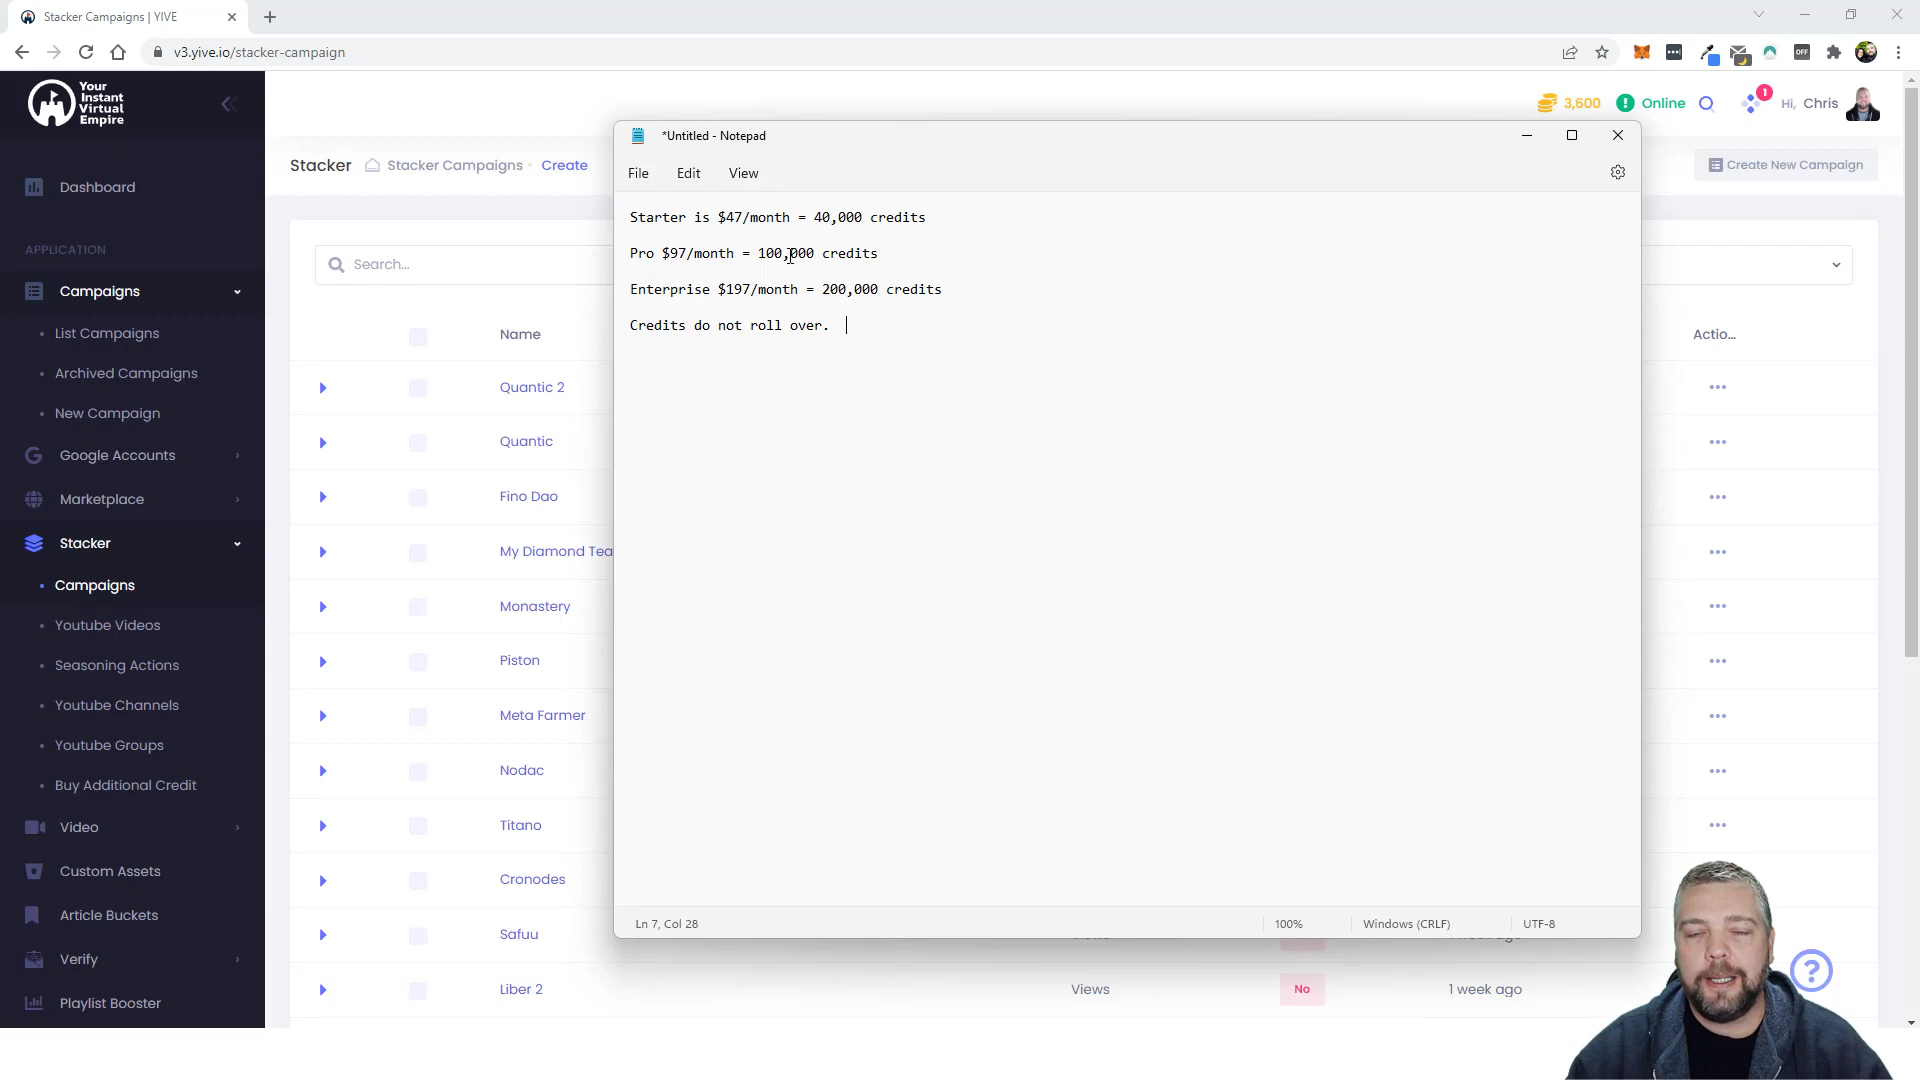 Stacker Campaigns | YIVE
v3.yive.io/stacker-campaign
OFF
Your
Instant
Virtual
Empire
3,600
Online
1
Hi, Chris
Stacker
Stacker Campaigns
Create
Create New Campaign
Dashboard
APPLICATION
Campaigns
List Campaigns
Archived Campaigns
New Campaign
Google Accounts
Marketplace
Stacker
Campaigns
Youtube Videos
Seasoning Actions
Youtube Channels
Youtube Groups
Buy Additional Credit
Video
Custom Assets
Article Buckets
Verify
Playlist Booster
Search...
Name
Actio...
Quantic 2
Quantic
Fino Dao
My Diamond Tea
Monastery
Piston
Meta Farmer
Nodac
Titano
Cronodes
Safuu
Views
1 week ago
Liber 2
Views
No
1 week ago
*Untitled - Notepad
File
Edit
View
Starter is $47/month = 40,000 credits
Pro $97/month = 100,000 credits
Enterprise $197/month = 200,000 credits
Credits do not roll over.
Ln 7, Col 28
100%
Windows (CRLF)
UTF-8
?